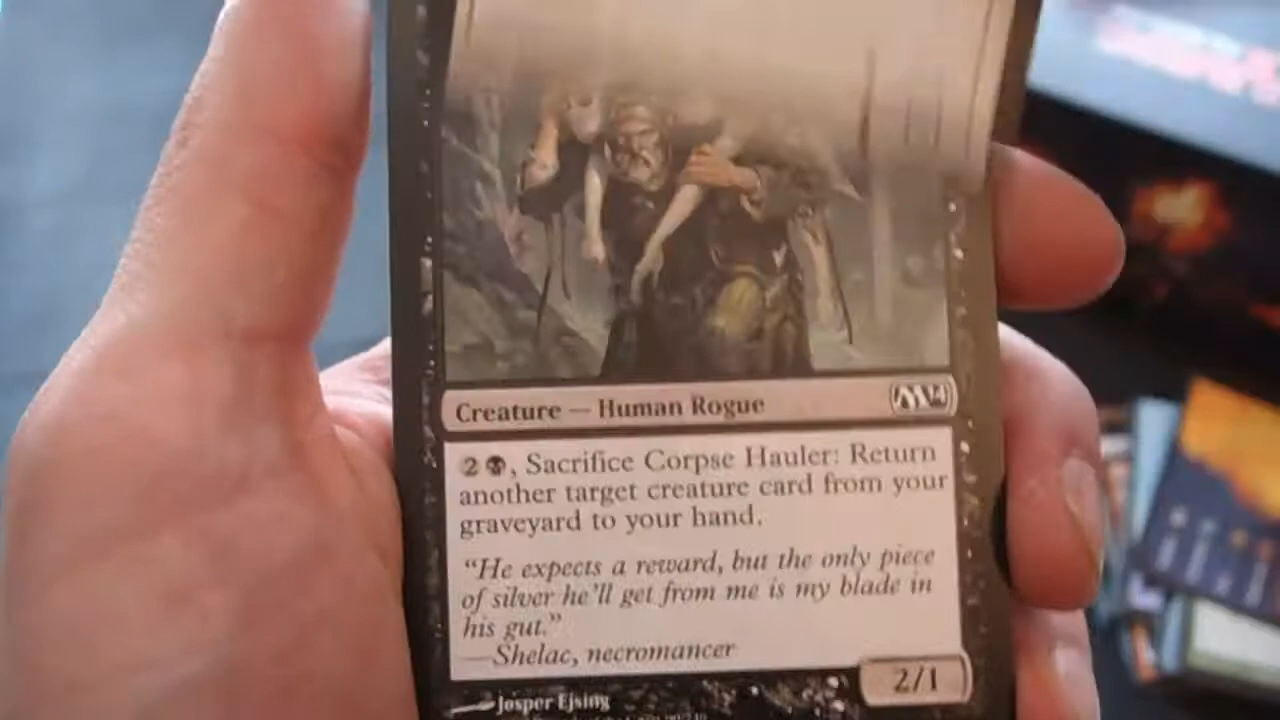 Creature — Human Rogue
M14
2, Sacrifice Corpse Hauler: Return
another target creature card from your
graveyard to your hand.
“He expects a reward, but the only piece
of silver he’ll get from me is my blade in
his gut.”
—Shelac, necromancer
2/1
Jesper Ejsing